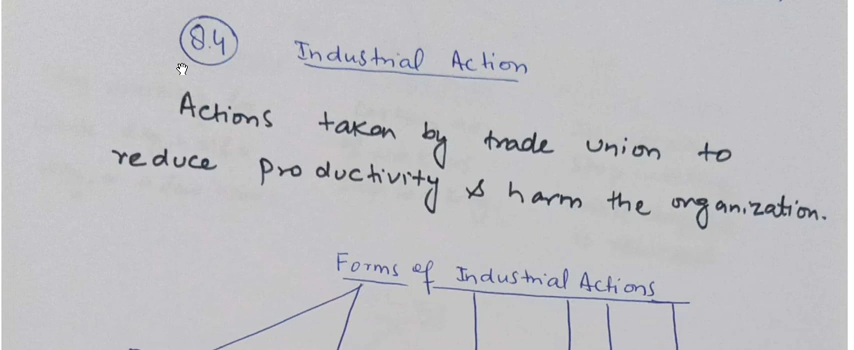 8.4 Industrial Action
Actions taken by trade union to
reduce productivity & harm the organization.
Forms of Industrial Actions